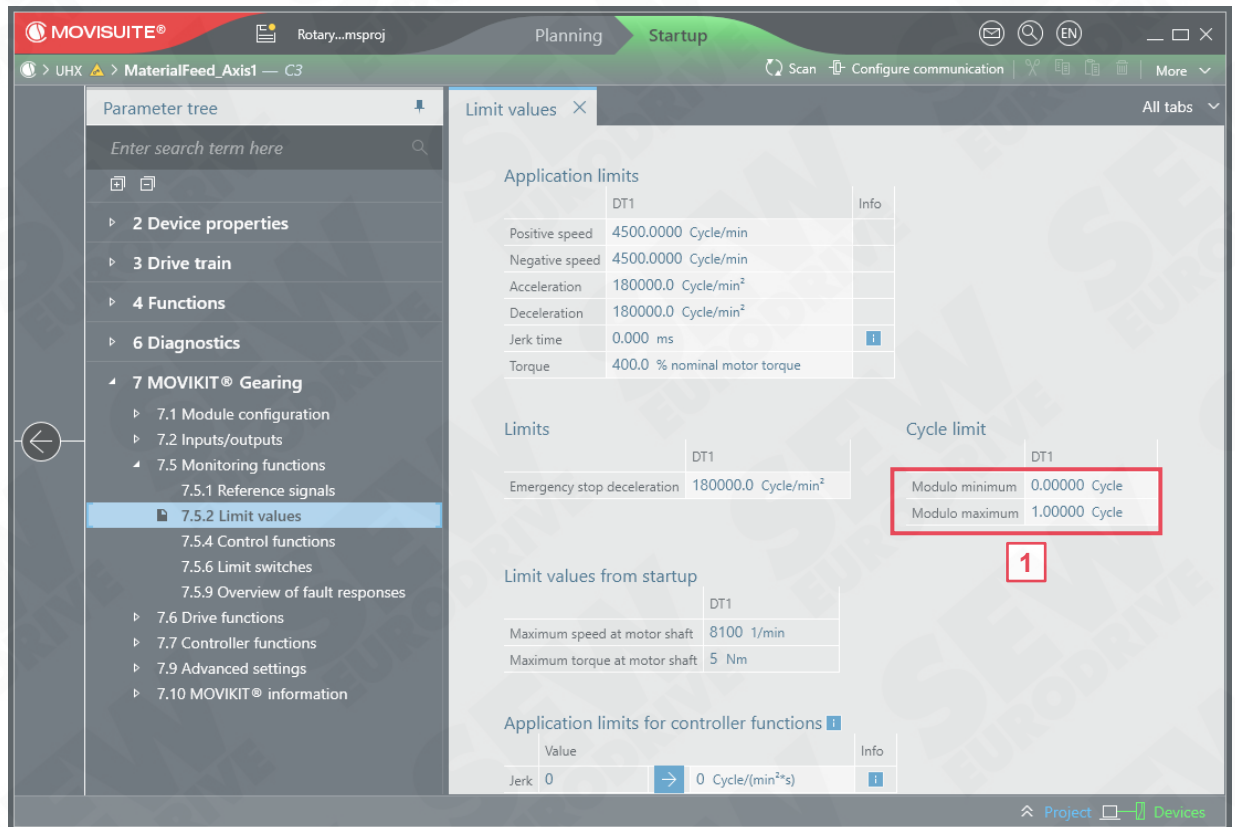 MOVISUITE® Rotary...msproj Planning Startup EN
> UHX > MaterialFeed_Axis1 — C3 Scan Configure communication More
Parameter tree
Enter search term here
2 Device properties
3 Drive train
4 Functions
6 Diagnostics
7 MOVIKIT® Gearing
7.1 Module configuration
7.2 Inputs/outputs
7.5 Monitoring functions
7.5.1 Reference signals
7.5.2 Limit values
7.5.4 Control functions
7.5.6 Limit switches
7.5.9 Overview of fault responses
7.6 Drive functions
7.7 Controller functions
7.9 Advanced settings
7.10 MOVIKIT® information
Limit values All tabs
Application limits
DT1 Info
Positive speed 4500.0000 Cycle/min
Negative speed 4500.0000 Cycle/min
Acceleration 180000.0 Cycle/min²
Deceleration 180000.0 Cycle/min²
Jerk time 0.000 ms i
Torque 400.0 % nominal motor torque
Limits
DT1
Emergency stop deceleration 180000.0 Cycle/min²
Cycle limit
DT1
Modulo minimum 0.00000 Cycle
Modulo maximum 1.00000 Cycle
1
Limit values from startup
DT1
Maximum speed at motor shaft 8100 1/min
Maximum torque at motor shaft 5 Nm
Application limits for controller functions i
Value Info
Jerk 0 0 Cycle/(min²*s) i
Project Devices
SEW
EURODRIVE